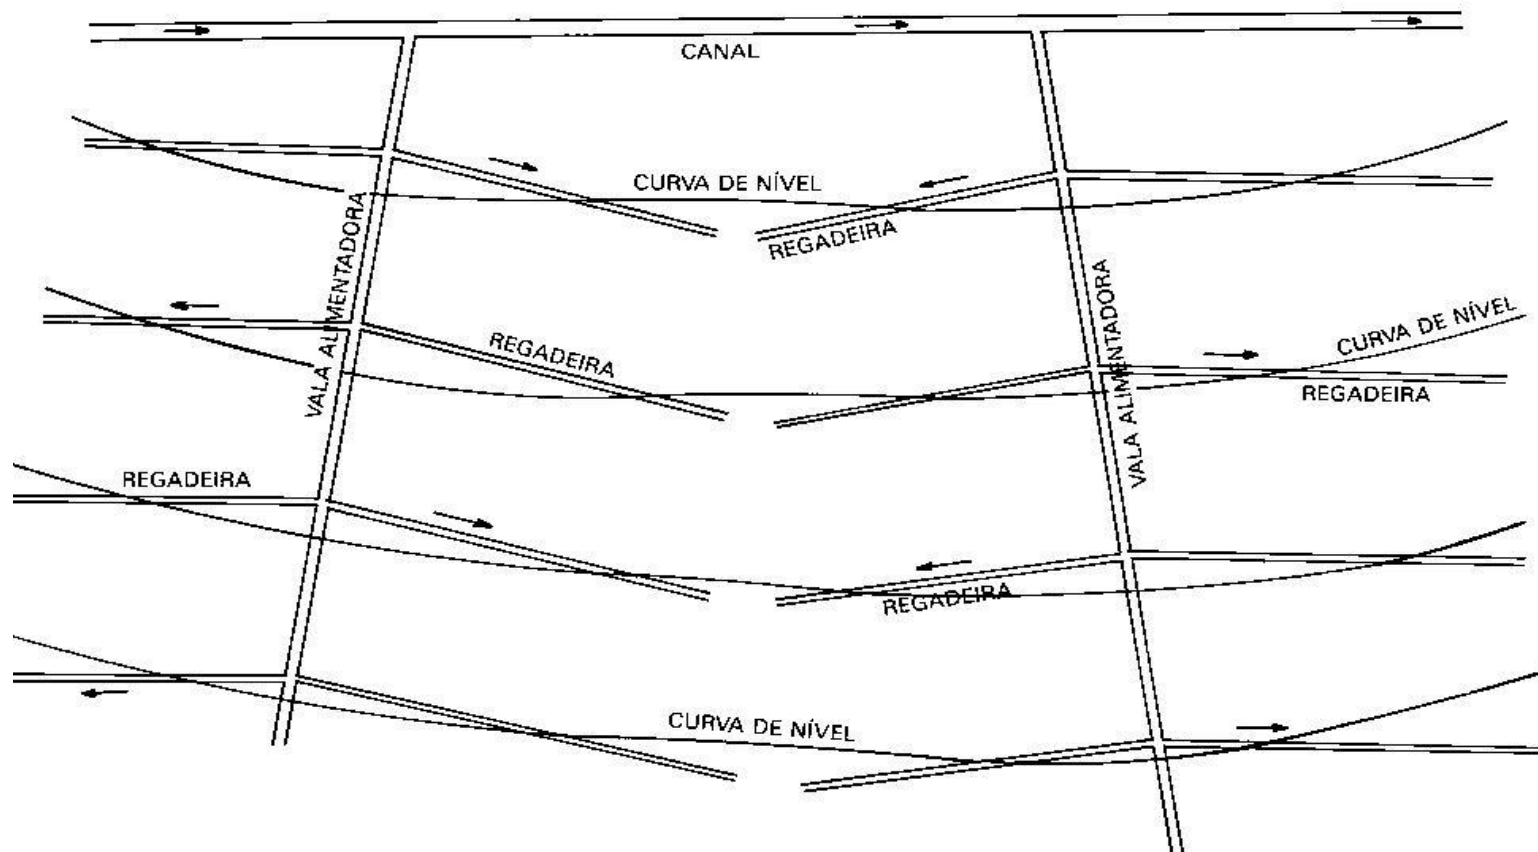 CANAL
CURVA DE NÍVEL
REGADEIRA
VALA ALIMENTADORA
VALA ALIMENTADORA
REGADEIRA
CURVA DE NÍVEL
REGADEIRA
REGADEIRA
REGADEIRA
CURVA DE NÍVEL